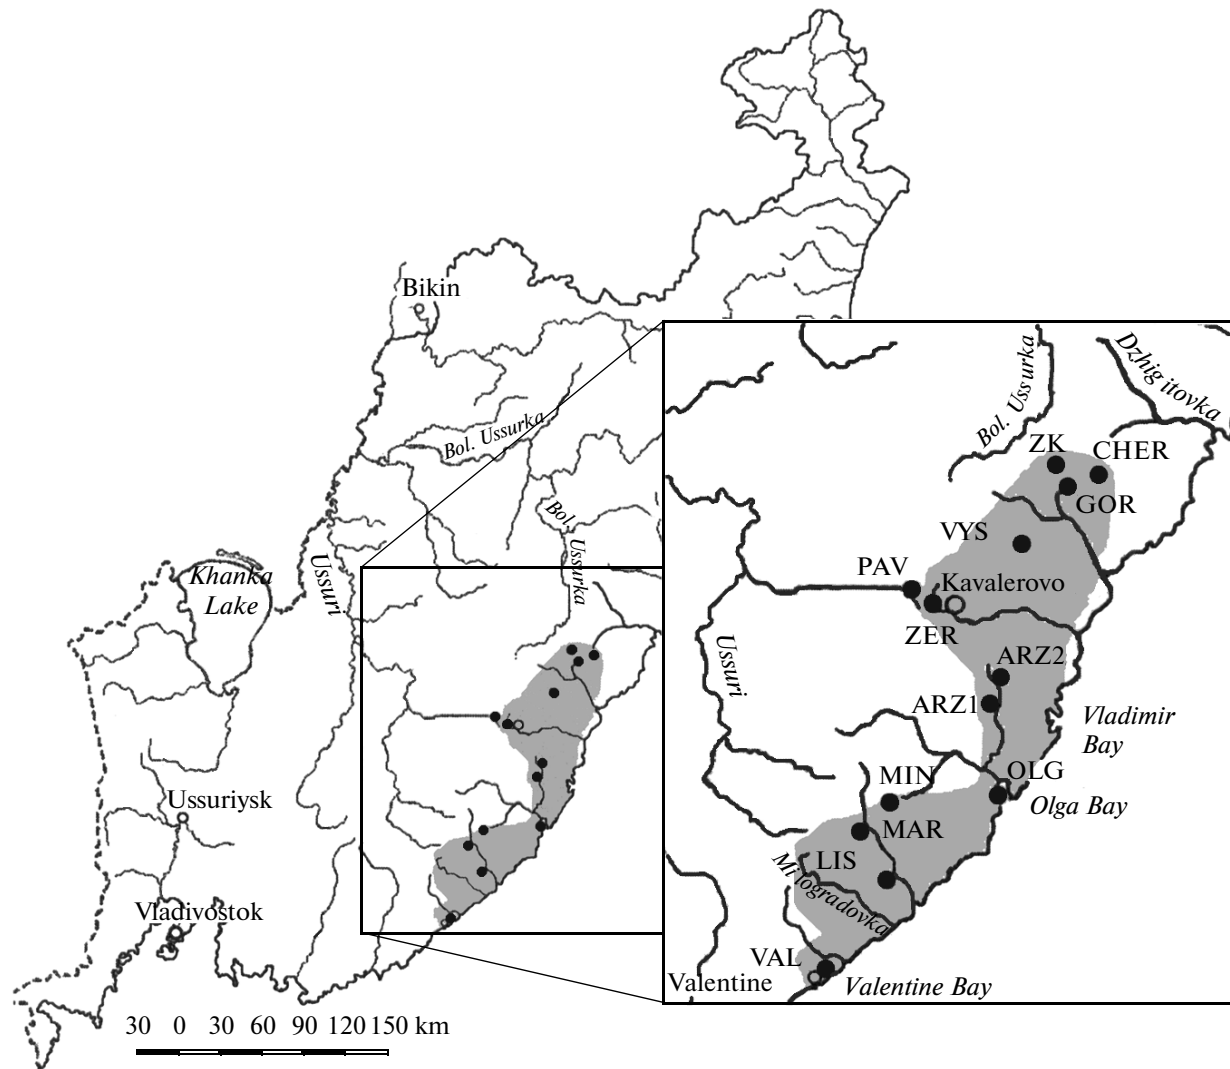 Bikin
Bol. Ussurka
Bol. Ussurka
Khanka
Lake
Ussuri
Ussuriysk
Vladivostok
30 0 30 60 90 120 150 km
Bol. Ussurka
Dzhigitovka
ZK
CHER
GOR
VYS
PAV
Kavalerovo
ZER
Ussuri
ARZ2
ARZ1
Vladimir
Bay
MIN
OLG
Olga Bay
MAR
LIS
Milogradovka
VAL
Valentine
Valentine Bay